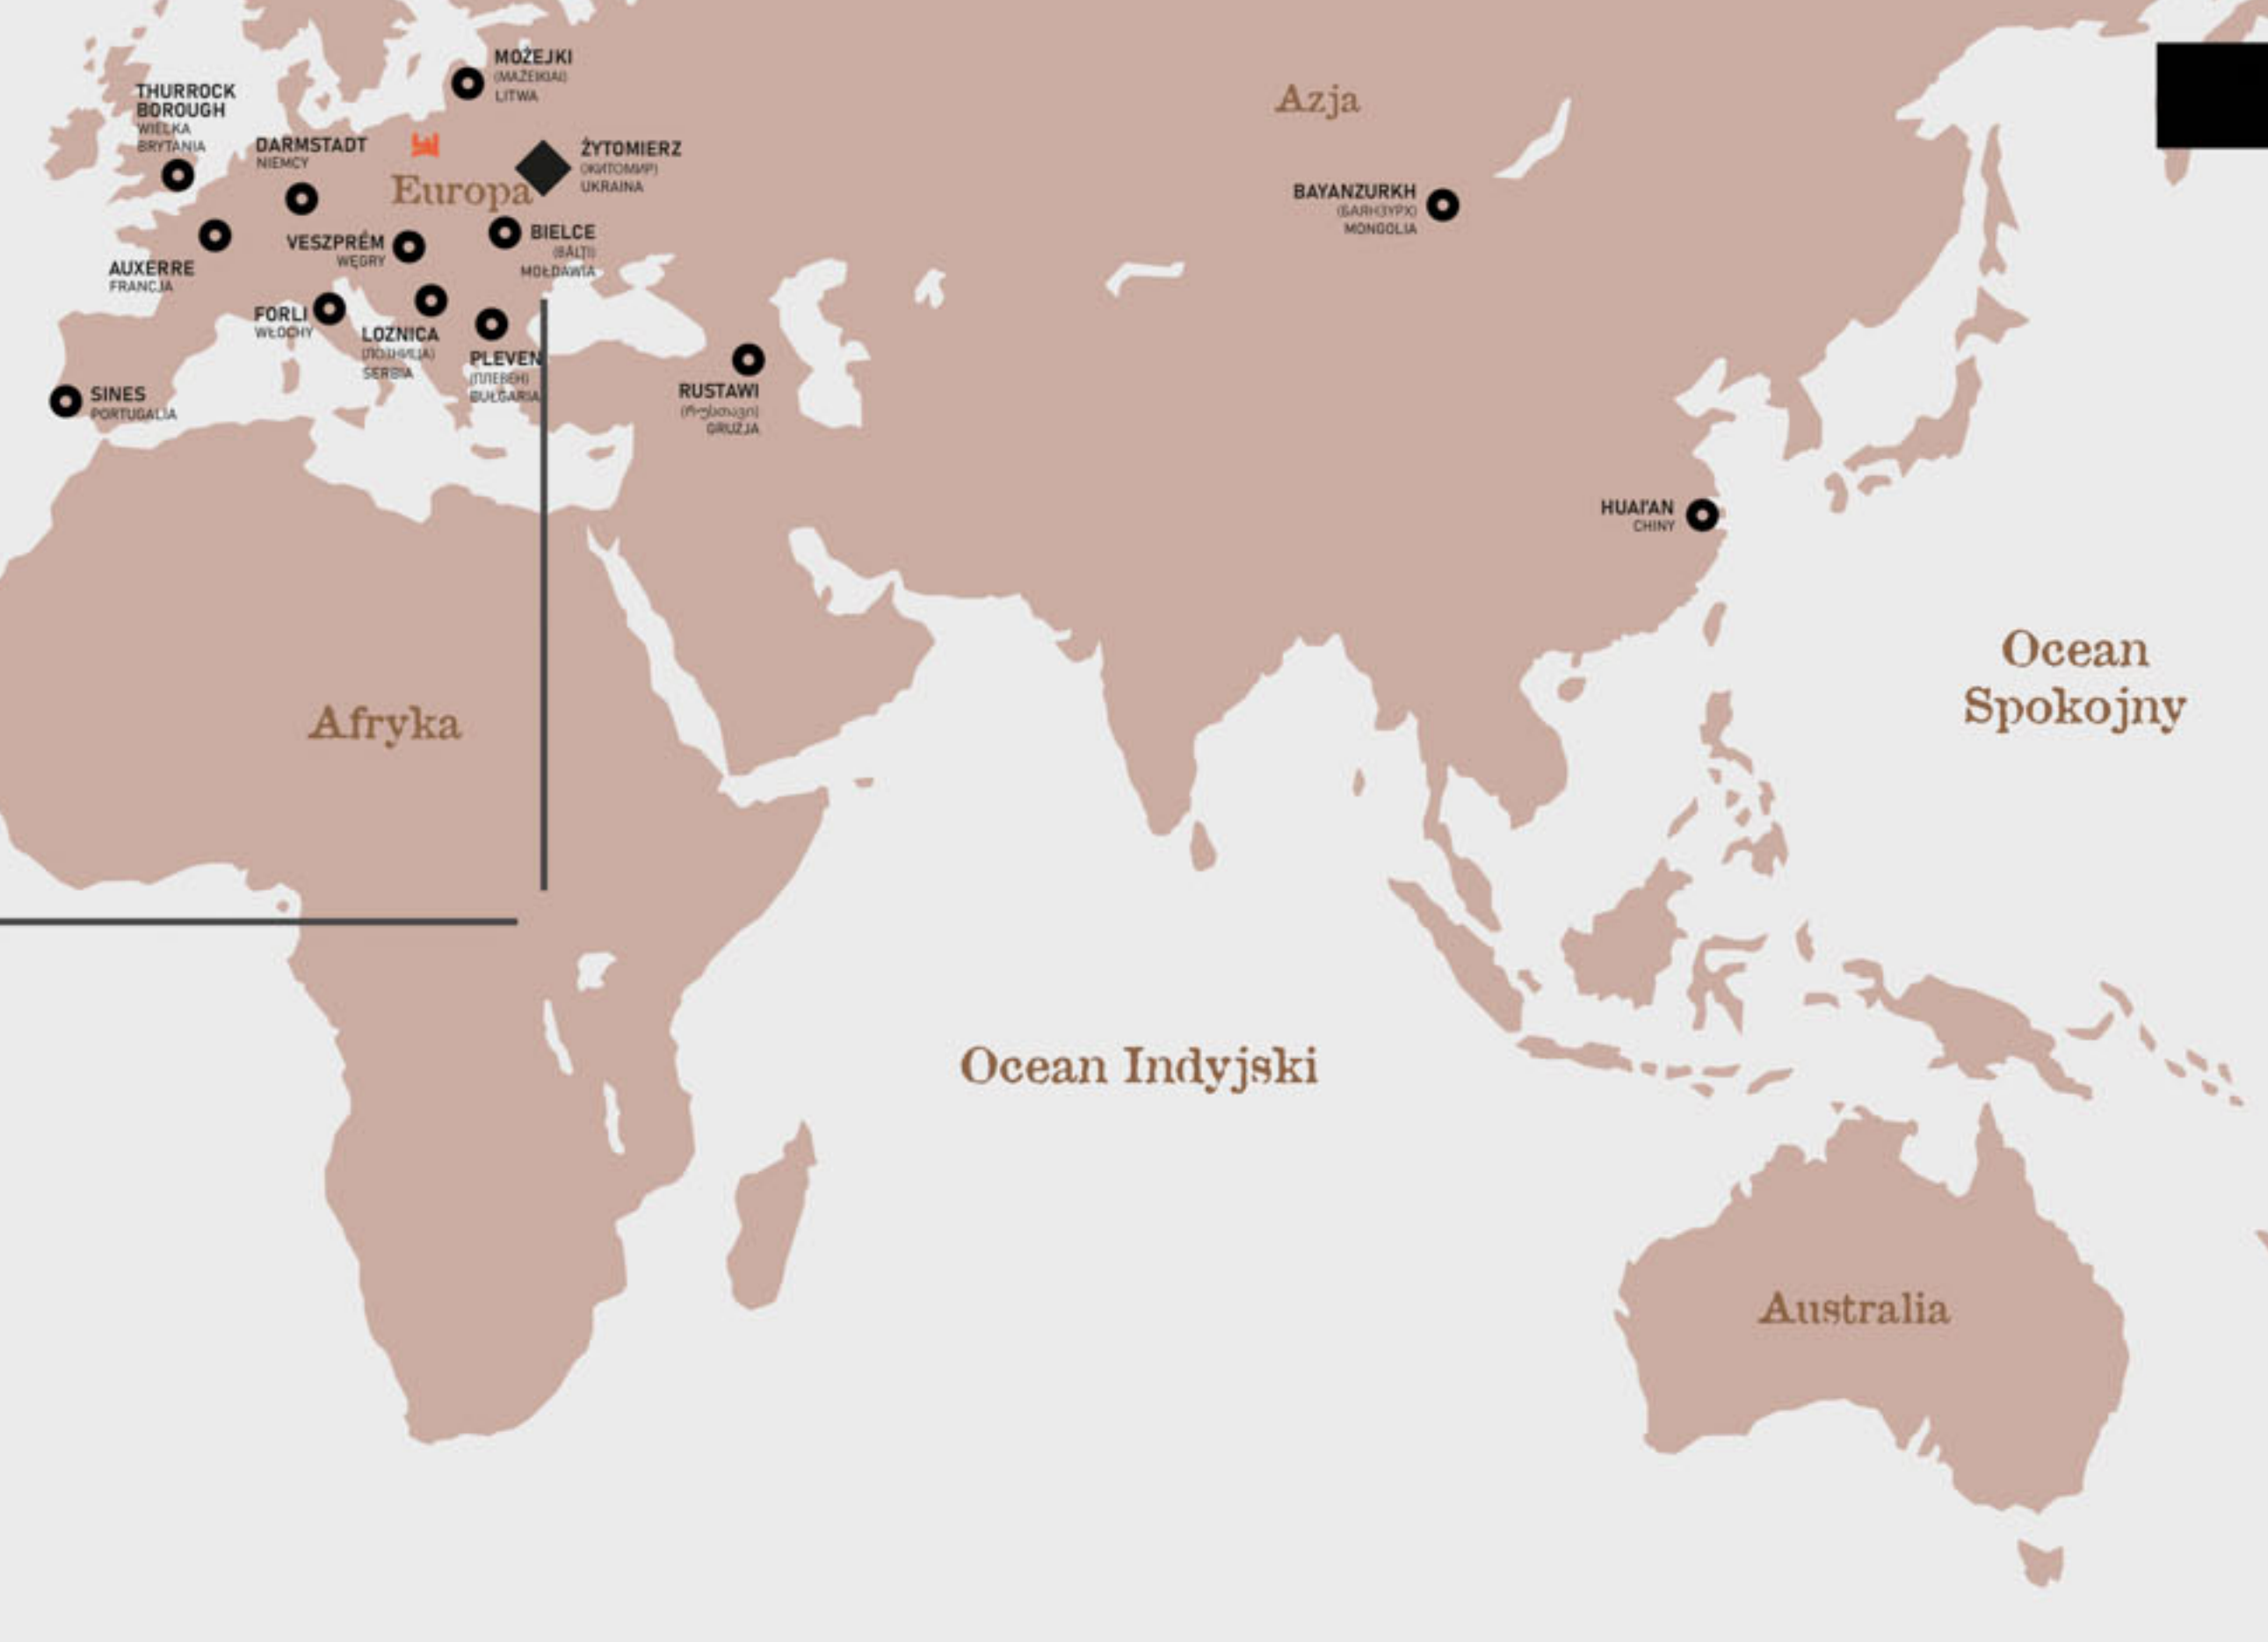 MOŻEJKI
(MAŽEIKIAI)
LITWA
THURROCK
BOROUGH
WIELKA
BRYTANIA
DARMSTADT
NIEMCY
Europa
ŻYTOMIERZ
(ЖИТОМИР)
UKRAINA
Azja
BAYANZURKH
(БАЯНЗҮРХ)
MONGOLIA
AUXERRE
FRANCJA
VESZPRÉM
WĘGRY
BIELCE
(BĂLȚI)
MOŁDAWIA
FORLI
WŁOCHY
LOZNICA
(ЛОЗНИЦА)
SERBIA
PLEVEN
(ПЛЕВЕН)
BUŁGARIA
RUSTAWI
(რუსთავი)
GRUZJA
SINES
PORTUGALIA
HUAI'AN
CHINY
Afryka
Ocean
Spokojny
Ocean Indyjski
Australia